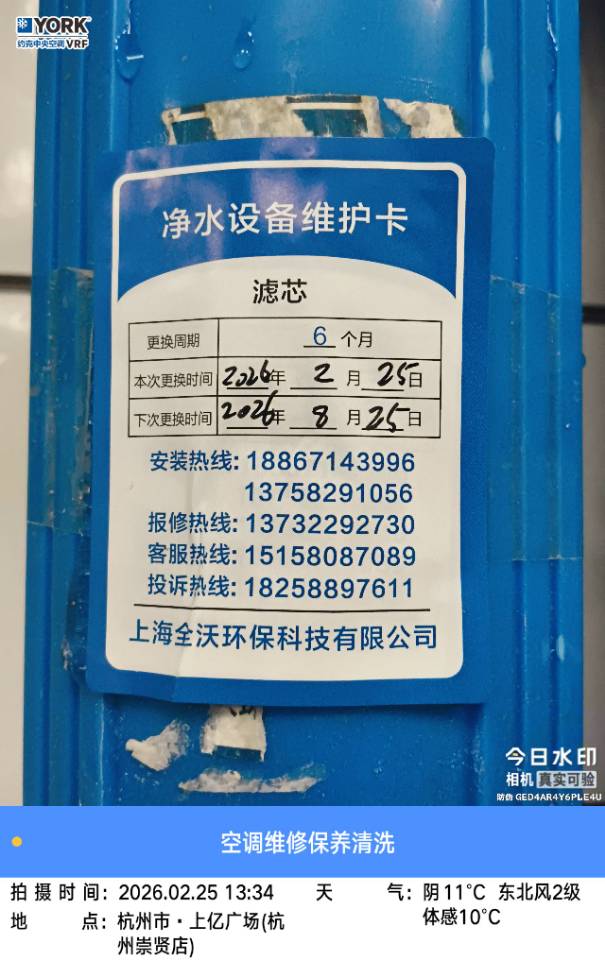 YORK
约克中央空调 VRF
净水设备维护卡
滤芯
更换周期 6 个月
本次更换时间 2026年 2 月 25日
下次更换时间 2026年 8 月 25日
安装热线: 18867143996
13758291056
报修热线: 13732292730
客服热线: 15158087089
投诉热线: 18258897611
上海全沃环保科技有限公司
今日水印
相机 真实可验
防伪 GED4AR4Y6PLE4U
空调维修保养清洗
拍摄时间: 2026.02.25 13:34 天气: 阴 11°C 东北风2级
体感10°C
地点: 杭州市·上亿广场(杭
州崇贤店)